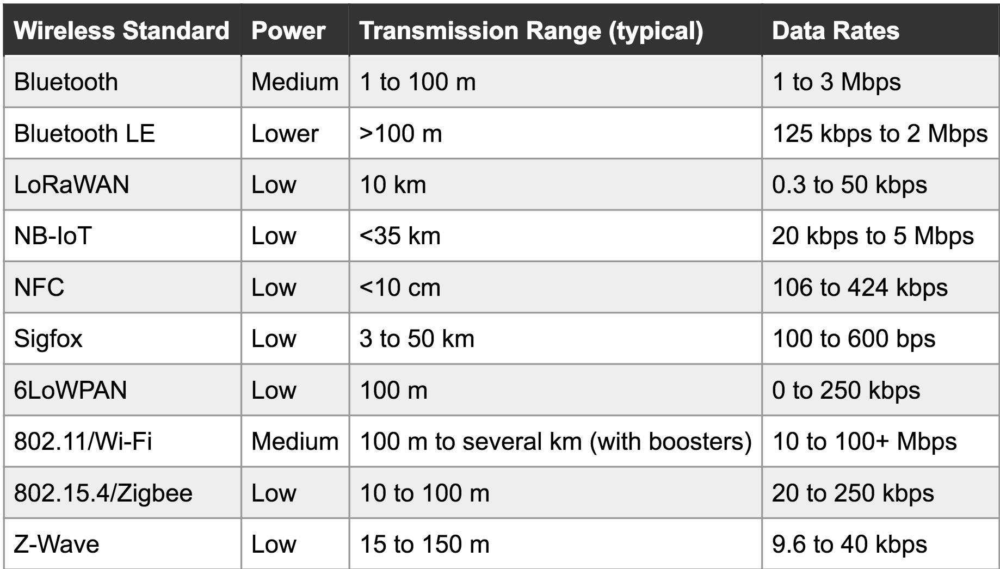 Wireless Standard Power Transmission Range (typical) Data Rates
Bluetooth Medium 1 to 100 m 1 to 3 Mbps
Bluetooth LE Lower >100 m 125 kbps to 2 Mbps
LoRaWAN Low 10 km 0.3 to 50 kbps
NB-IoT Low <35 km 20 kbps to 5 Mbps
NFC Low <10 cm 106 to 424 kbps
Sigfox Low 3 to 50 km 100 to 600 bps
6LoWPAN Low 100 m 0 to 250 kbps
802.11/Wi-Fi Medium 100 m to several km (with boosters) 10 to 100+ Mbps
802.15.4/Zigbee Low 10 to 100 m 20 to 250 kbps
Z-Wave Low 15 to 150 m 9.6 to 40 kbps